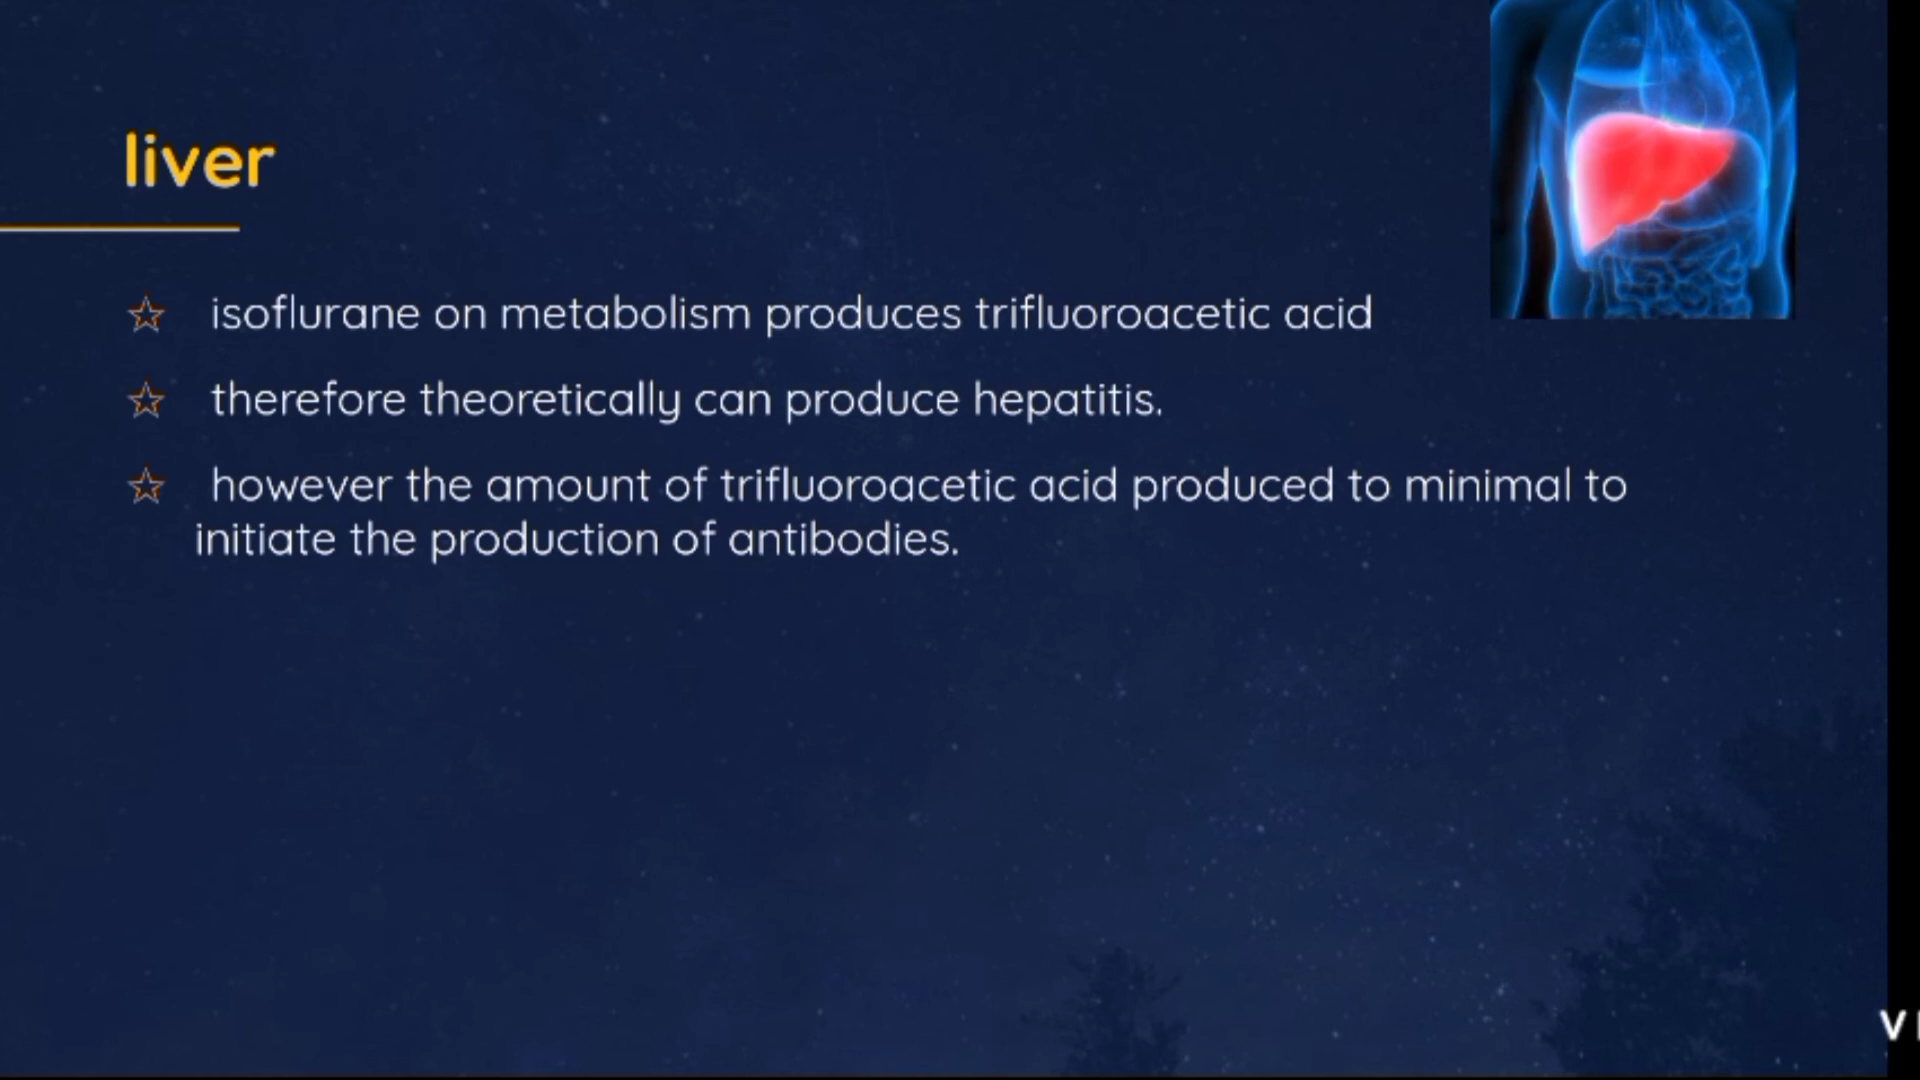 liver
isoflurane on metabolism produces trifluoroacetic acid
therefore theoretically can produce hepatitis.
however the amount of trifluoroacetic acid produced to minimal to
initiate the production of antibodies.